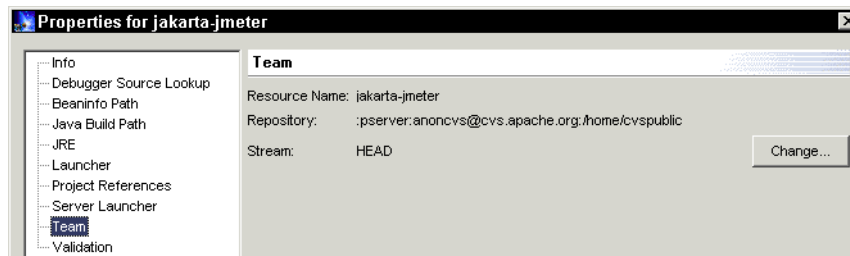 Properties for jakarta-jmeter
Info
Debugger Source Lookup
Beaninfo Path
Java Build Path
JRE
Launcher
Project References
Server Launcher
Team
Validation
Team
Resource Name: jakarta-jmeter
Repository: :pserver:anoncvs@cvs.apache.org:/home/cvspublic
Stream: HEAD
Change...